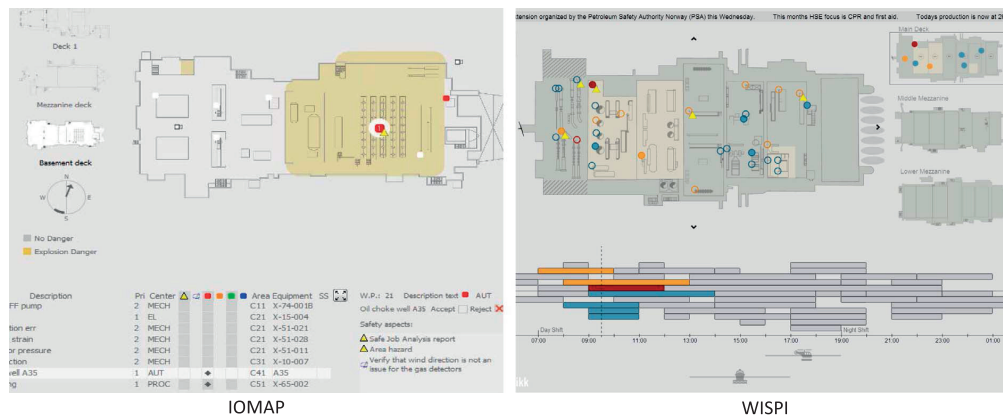 Deck 1
Mezzanine deck
Basement deck
N
W E
S
No Danger
Explosion Danger
Description Pri Center Area Equipment SS
FF pump 2 MECH C11 X-74-001B
1 EL C21 X-15-004
tion err 2 MECH C21 X-51-021
strain 2 MECH C21 X-51-028
or pressure 2 MECH C21 X-51-011
ction 2 MECH C31 X-10-007
well A35 1 AUT C41 A35
ng 1 PROC C51 X-65-002
W.P.: 21 Description text AUT
Oil choke well A35 Accept Reject
Safety aspects:
Safe Job Analysis report
Area hazard
Verify that wind direction is not an
issue for the gas detectors
IOMAP
tension organized by the Petroleum Safety Authority Norway (PSA) this Wednesday. This months HSE focus is CPR and first aid. Todays production is now at 2
Main Deck
Middle Mezzanine
Lower Mezzanine
Day Shift Night Shift
07:00 09:00 11:00 13:00 15:00 17:00 19:00 21:00 23:00 01:00
ikk
WISPI